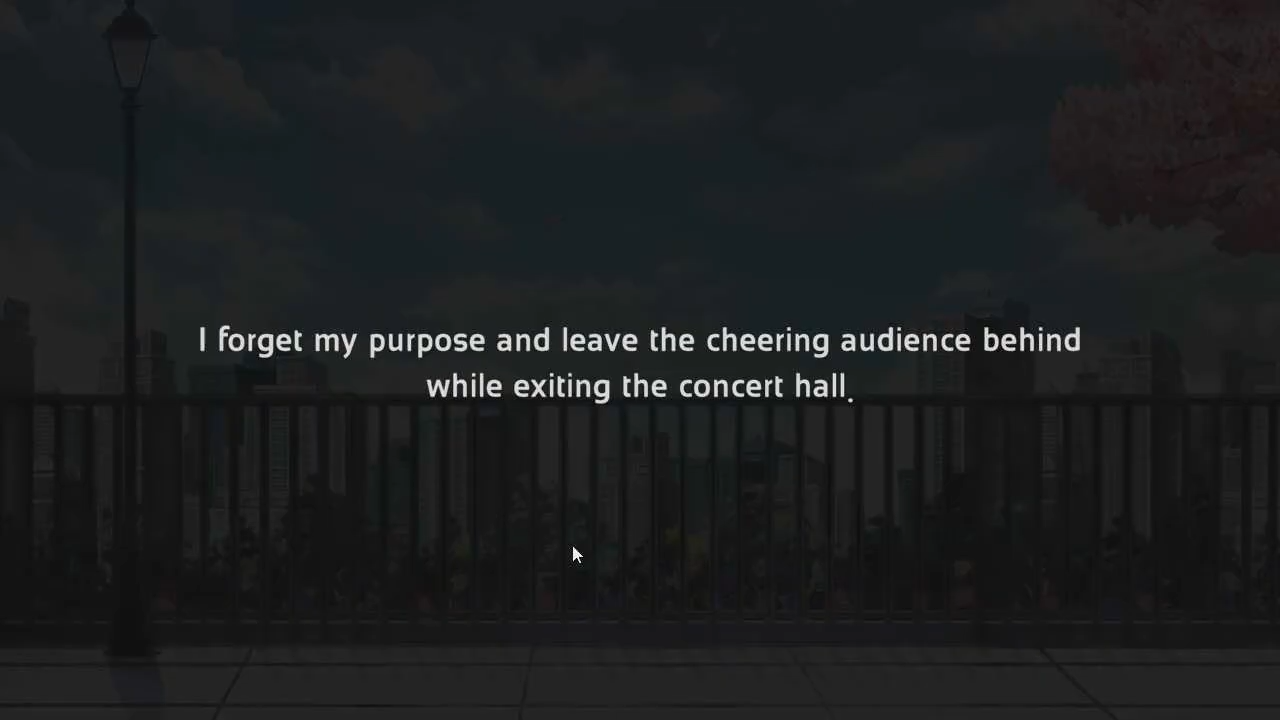 I forget my purpose and leave the cheering audience behind
while exiting the concert hall.